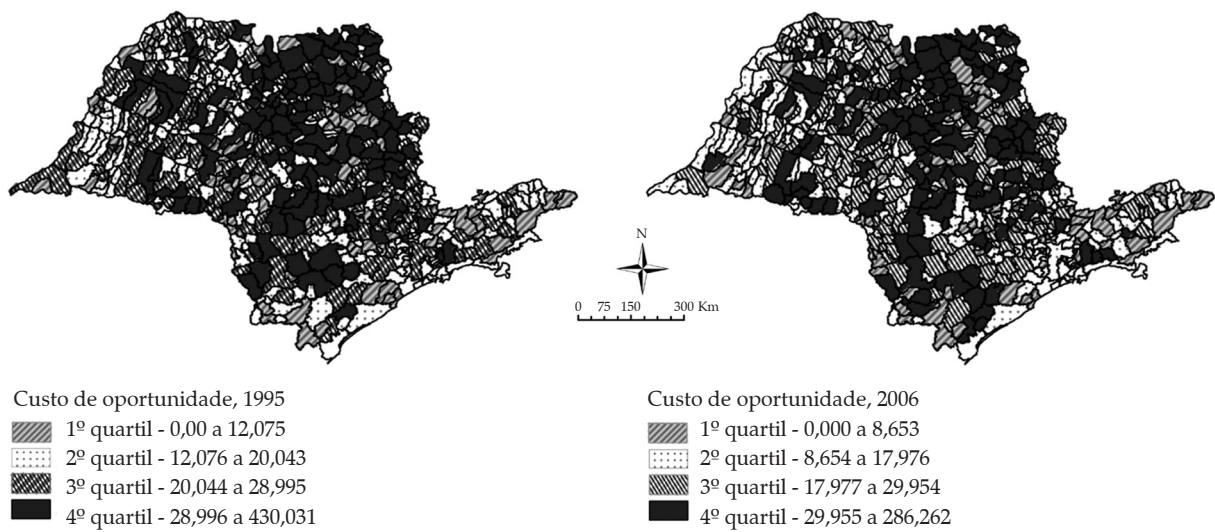 N
0 75 150 300 Km
Custo de oportunidade, 1995
1º quartil - 0,00 a 12,075
2º quartil - 12,076 a 20,043
3º quartil - 20,044 a 28,995
4º quartil - 28,996 a 430,031
Custo de oportunidade, 2006
1º quartil - 0,000 a 8,653
2º quartil - 8,654 a 17,976
3º quartil - 17,977 a 29,954
4º quartil - 29,955 a 286,262